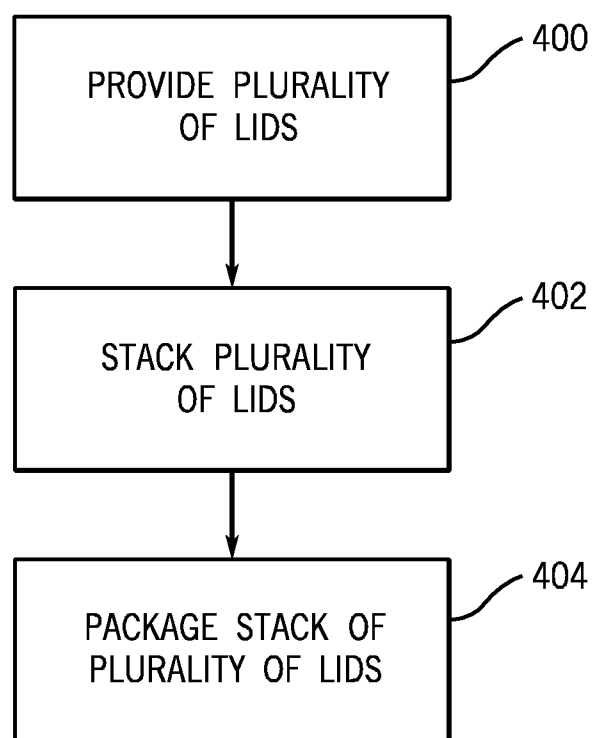 400
PROVIDE PLURALITY
OF LIDS
402
STACK PLURALITY
OF LIDS
404
PACKAGE STACK OF
PLURALITY OF LIDS